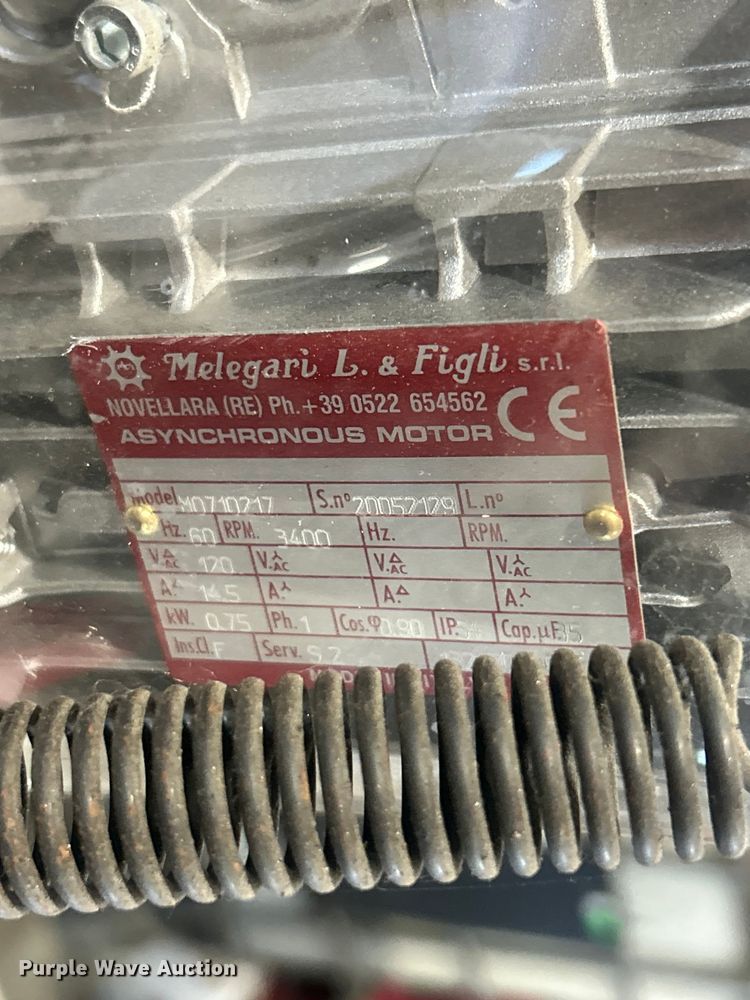 Melegari L. & Figli s.r.l.
NOVELLARA (RE) Ph. +39 0522 654562 CE
ASYNCHRONOUS MOTOR
model M0710217 S.n° 20052129 L.n°
Hz. 60 RPM. 3400 Hz. RPM.
V.AC 120 V.AC V.AC V.AC
A. 14.5 A. A. A.
kW. 0.75 Ph. 1 Cos.φ 0.90 IP. Cap.µF.
Ins.Cl. F Serv. S 2
Purple Wave Auction